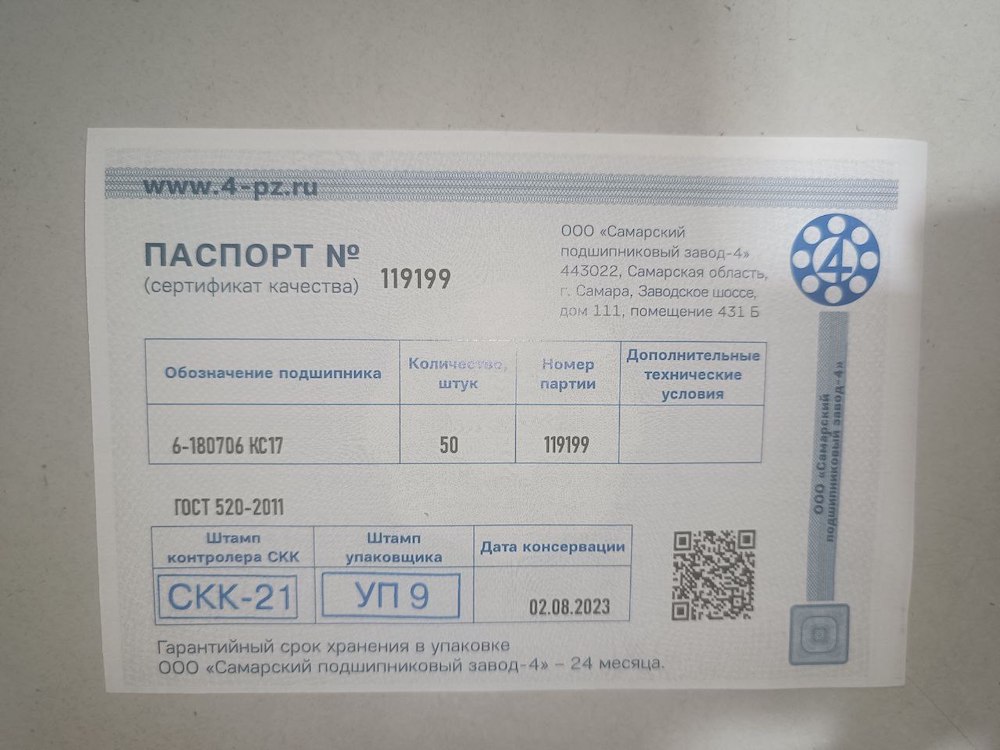 www.4-pz.ru
ПАСПОРТ №
(сертификат качества)
119199
ООО «Самарский
подшипниковый завод-4»
443022, Самарская область,
г. Самара, Заводское шоссе,
дом 111, помещение 431 Б
4
Обозначение подшипника
Количество,
штук
Номер
партии
Дополнительные
технические
условия
6-180706 КС17
50
119199
ГОСТ 520-2011
Штамп
контролера СКК
Штамп
упаковщика
Дата консервации
СКК-21
УП 9
02.08.2023
Гарантийный срок хранения в упаковке
ООО «Самарский подшипниковый завод-4» – 24 месяца.
ООО «Самарский
подшипниковый завод-4»